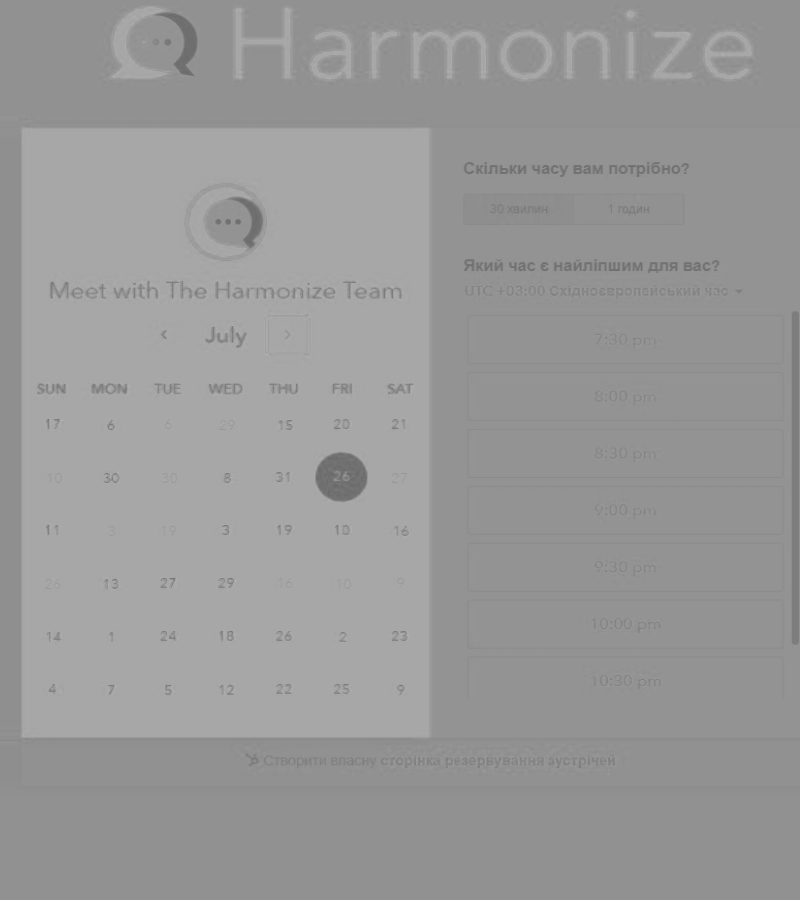 Harmonize
Meet with The Harmonize Team
July
SUN MON TUE WED THU FRI SAT
17 6 6 29 15 20 21
10 30 30 8 31 26 27
11 3 19 3 19 10 16
26 13 27 29 16 10 9
14 1 24 18 26 2 23
4 7 5 12 22 25 9
Скільки часу вам потрібно?
30 хвилин 1 годин
Який час є найліпшим для вас?
UTC +03:00 Східноєвропейський час
7:30 pm
8:00 pm
8:30 pm
9:00 pm
9:30 pm
10:00 pm
10:30 pm
Створити власну сторінка резервування зустрічей